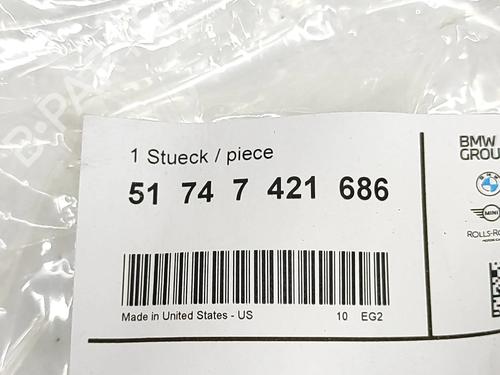 1 Stueck / piece
51 74 7 421 686
Made in United States - US 10 EG2
BMW
GROU
MINI
ROLLS-RO